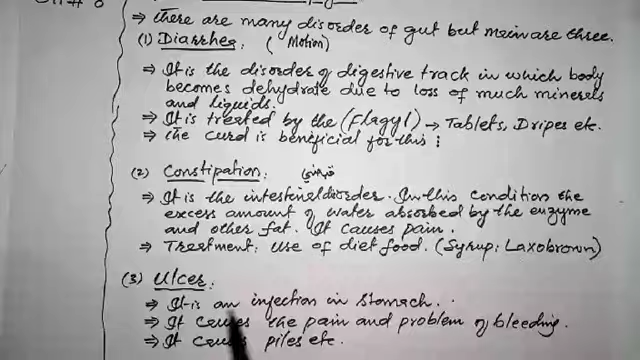 ⇒ There are many disorder of gut but main are three.
(1) Diarrhea: (Motion)
⇒ It is the disorder of digestive track in which body
becomes dehydrate due to loss of much minerels
and liquids.
⇒ It is treated by the (Flagyl) → Tablets, Dripes etc.
⇒ The curd is beneficial for this :
(2) Constipation: قبض
⇒ It is the intestinal disorder. In this condition the
excess amount of water absorbed by the enzyme
and other fat. It causes pain.
⇒ Treatment: Use of diet food. (Syrup: Laxobrown)
(3) Ulcer:
⇒ It is an injection in stomach.
⇒ It causes the pain and problem of bleeding.
⇒ It causes piles etc.